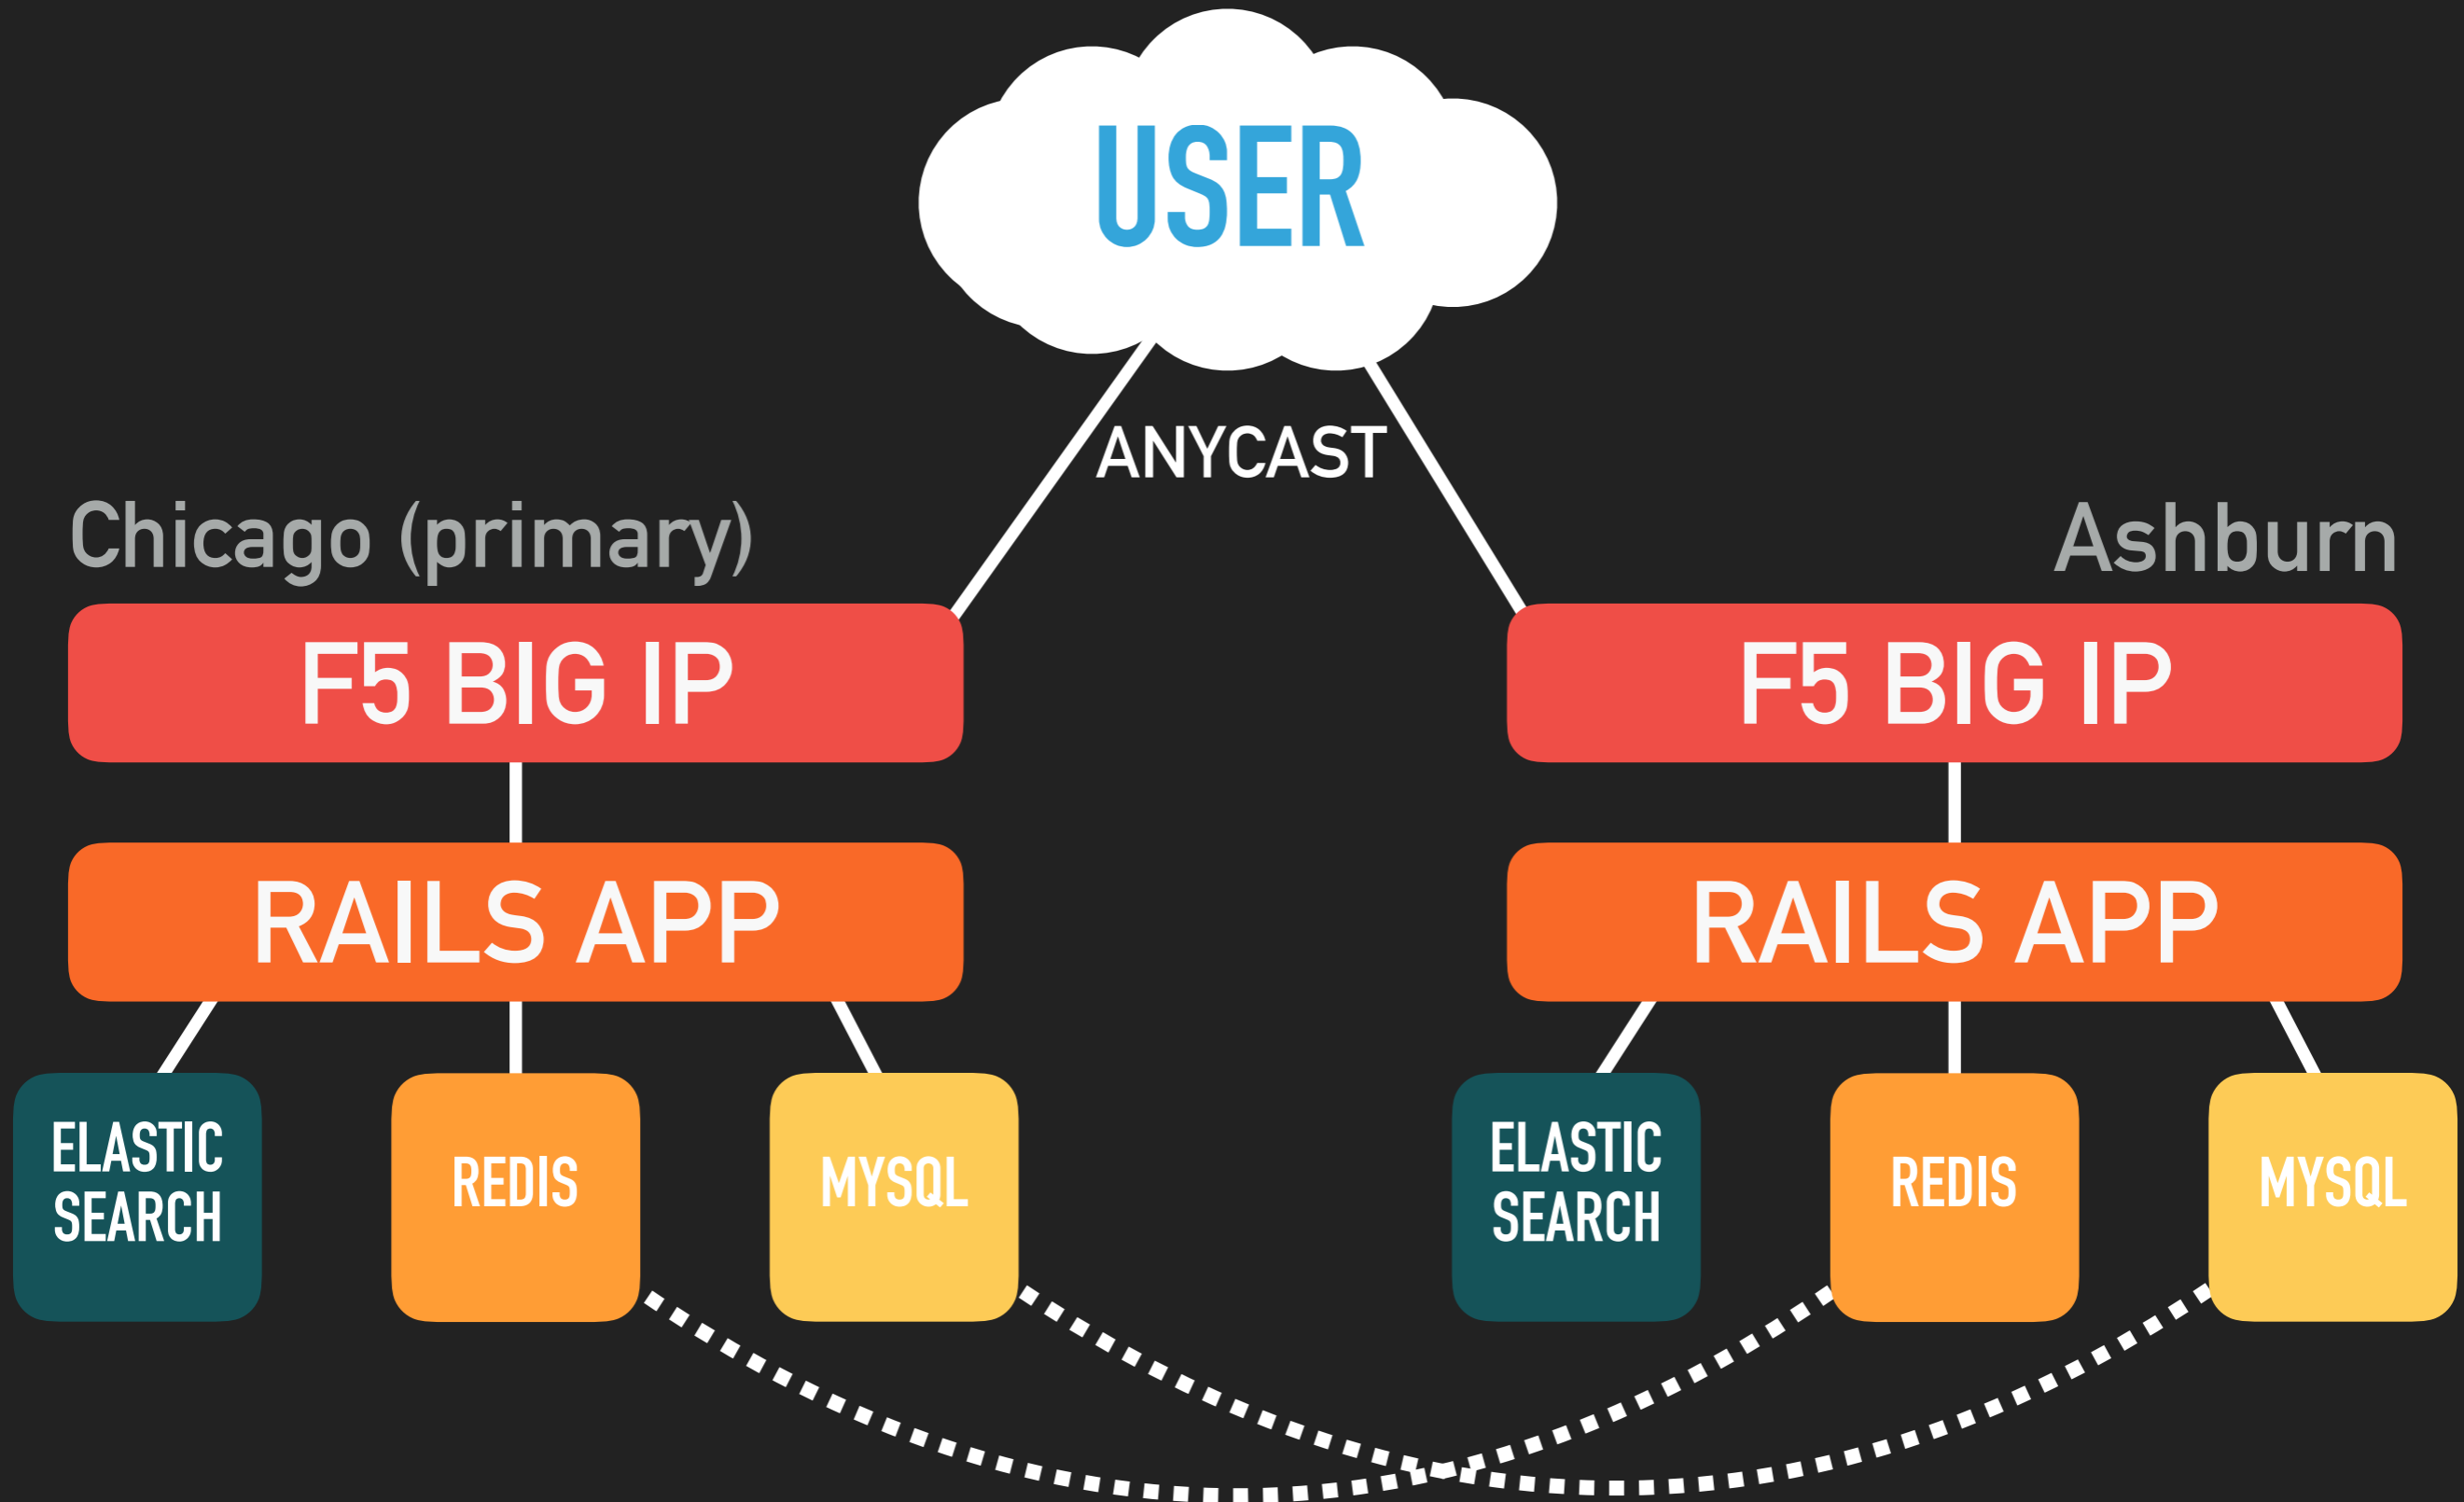 USER
ANYCAST
Chicago (primary)
Ashburn
F5 BIG IP
F5 BIG IP
RAILS APP
RAILS APP
ELASTIC
SEARCH
REDIS
MYSQL
ELASTIC
SEARCH
REDIS
MYSQL